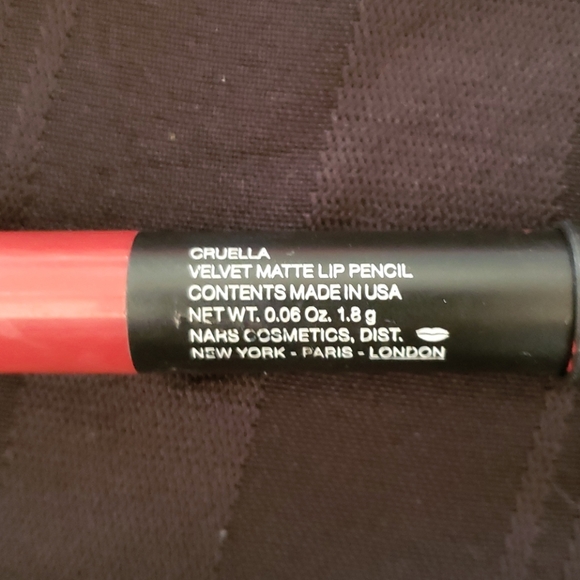 CRUELLA
VELVET MATTE LIP PENCIL
CONTENTS MADE IN USA
NET WT. 0.06 Oz. 1.8 g
NARS COSMETICS, DIST.
NEW YORK - PARIS - LONDON